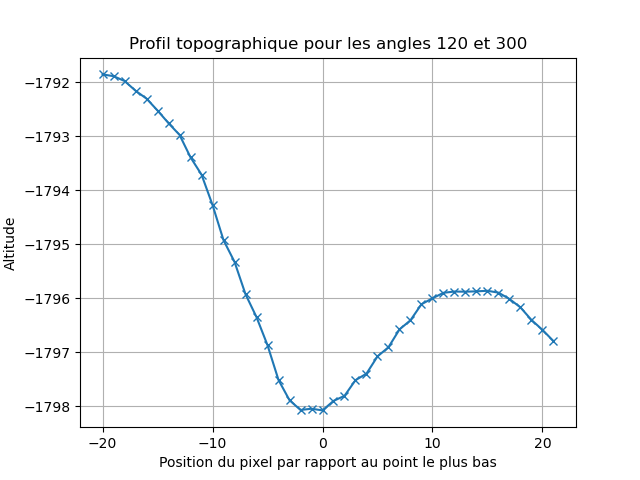 Profil topographique pour les angles 120 et 300
Altitude
−1792
−1793
−1794
−1795
−1796
−1797
−1798
−20 −10 0 10 20
Position du pixel par rapport au point le plus bas